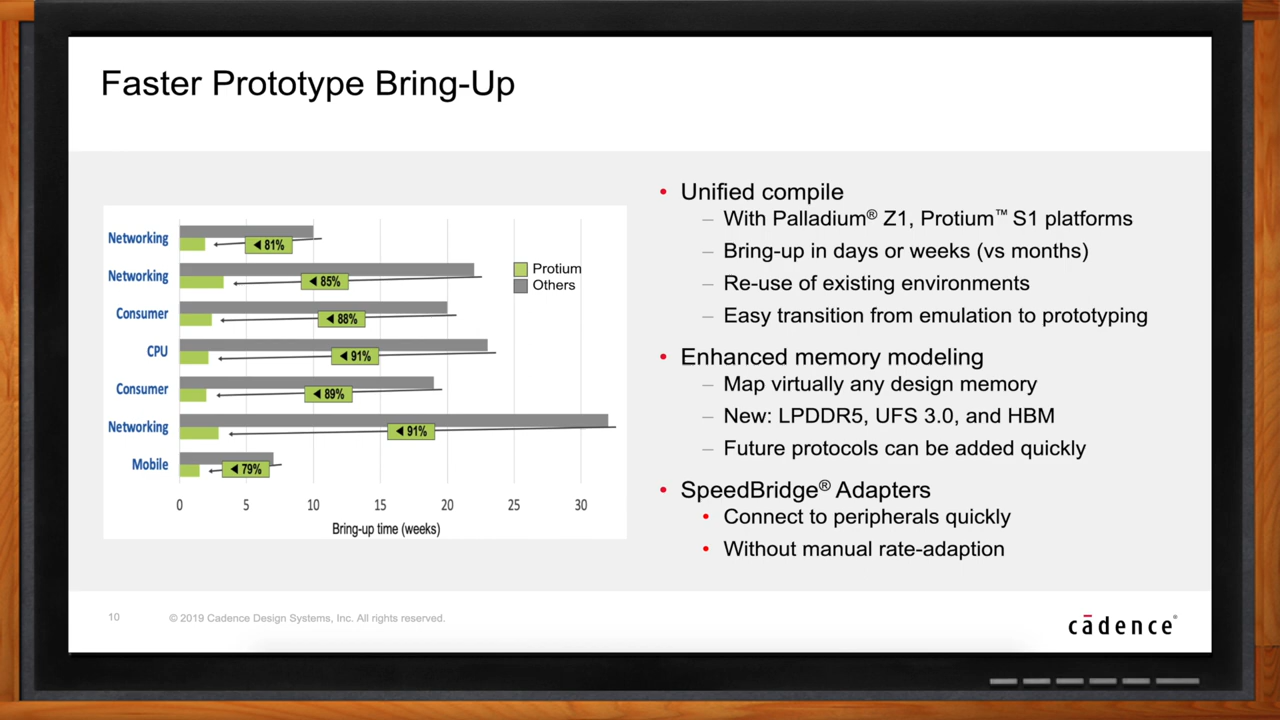 Faster Prototype Bring-Up
Networking
81%
Networking
85%
Consumer
88%
CPU
91%
Consumer
89%
Networking
91%
Mobile
79%
Protium
Others
0 5 10 15 20 25 30
Bring-up time (weeks)
• Unified compile
– With Palladium® Z1, Protium™ S1 platforms
– Bring-up in days or weeks (vs months)
– Re-use of existing environments
– Easy transition from emulation to prototyping
• Enhanced memory modeling
– Map virtually any design memory
– New: LPDDR5, UFS 3.0, and HBM
– Future protocols can be added quickly
• SpeedBridge® Adapters
• Connect to peripherals quickly
• Without manual rate-adaption
10 © 2019 Cadence Design Systems, Inc. All rights reserved.
cādence®